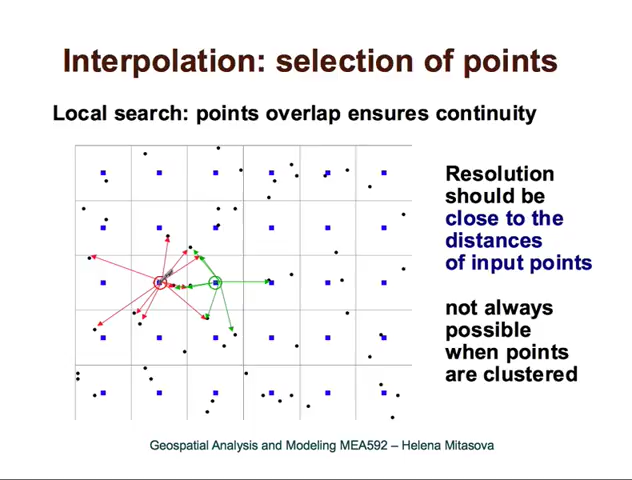 Interpolation: selection of points
Local search: points overlap ensures continuity
Resolution
should be
close to the
distances
of input points
not always
possible
when points
are clustered
Geospatial Analysis and Modeling MEA592 – Helena Mitasova